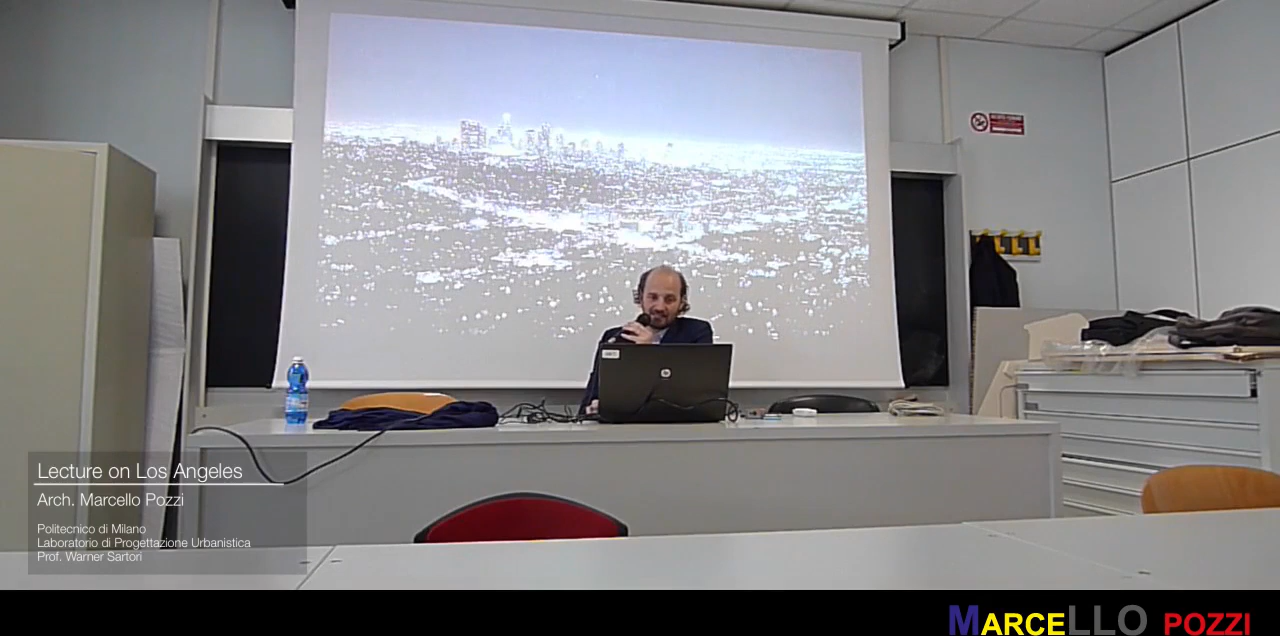 Lecture on Los Angeles
Arch. Marcello Pozzi
Politecnico di Milano
Laboratorio di Progettazione Urbanistica
Prof. Warner Sartori
MARCELLO POZZI